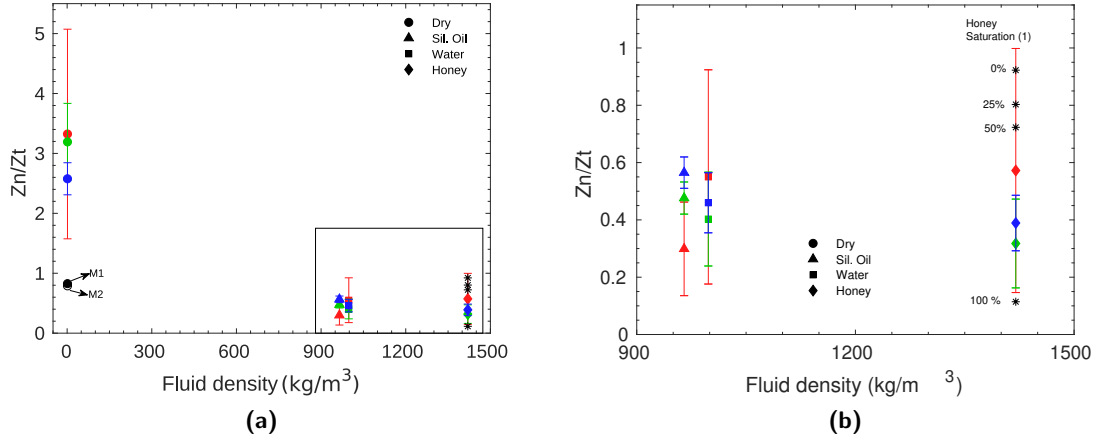 5
4
3
2
1
0
Zn/Zt
0
300
600
900
1200
1500
Fluid density (kg/m³)
Dry
Sil. Oil
Water
Honey
M1
M2
(a)
1
0.8
0.6
0.4
0.2
0
Zn/Zt
900
1200
1500
Fluid density (kg/m 3)
Honey
Saturation (1)
0%
25%
50%
100 %
Dry
Sil. Oil
Water
Honey
(b)